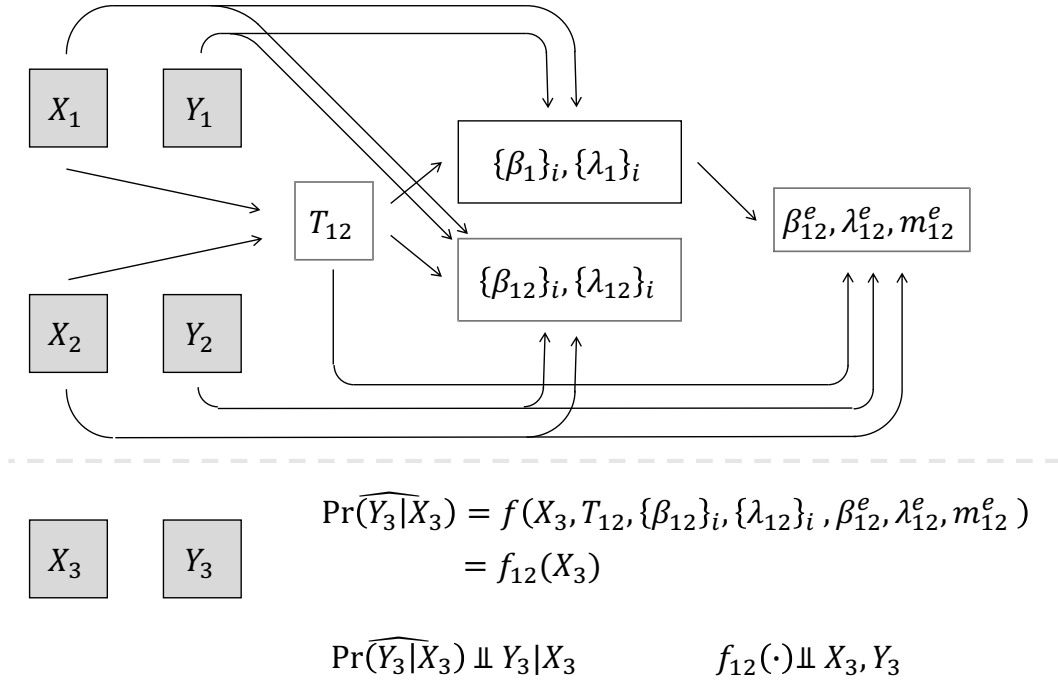 X₁ Y₁
{β₁}ᵢ, {λ₁}ᵢ
T₁₂
β₁₂ᵉ, λ₁₂ᵉ, m₁₂ᵉ
{β₁₂}ᵢ, {λ₁₂}ᵢ
X₂ Y₂
X₃ Y₃
Pr(Y₃|X₃)̂ = f(X₃, T₁₂, {β₁₂}ᵢ, {λ₁₂}ᵢ , β₁₂ᵉ, λ₁₂ᵉ, m₁₂ᵉ )
= f₁₂(X₃)
Pr(Y₃|X₃)̂ ⫫ Y₃|X₃ f₁₂(·)⫫ X₃, Y₃